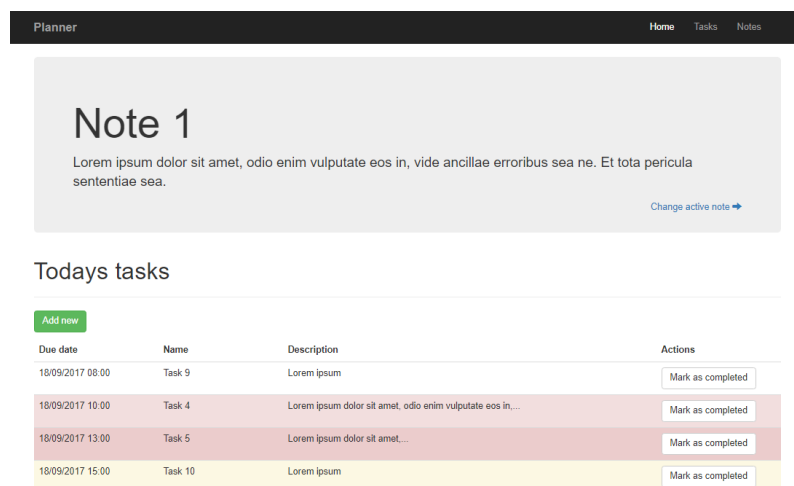 Planner Home Tasks Notes
Note 1
Lorem ipsum dolor sit amet, odio enim vulputate eos in, vide ancillae erroribus sea ne. Et tota pericula
sententiae sea.
Change active note
Todays tasks
Add new
Due date Name Description Actions
18/09/2017 08:00 Task 9 Lorem ipsum Mark as completed
18/09/2017 10:00 Task 4 Lorem ipsum dolor sit amet, odio enim vulputate eos in,... Mark as completed
18/09/2017 13:00 Task 5 Lorem ipsum dolor sit amet,... Mark as completed
18/09/2017 15:00 Task 10 Lorem ipsum Mark as completed